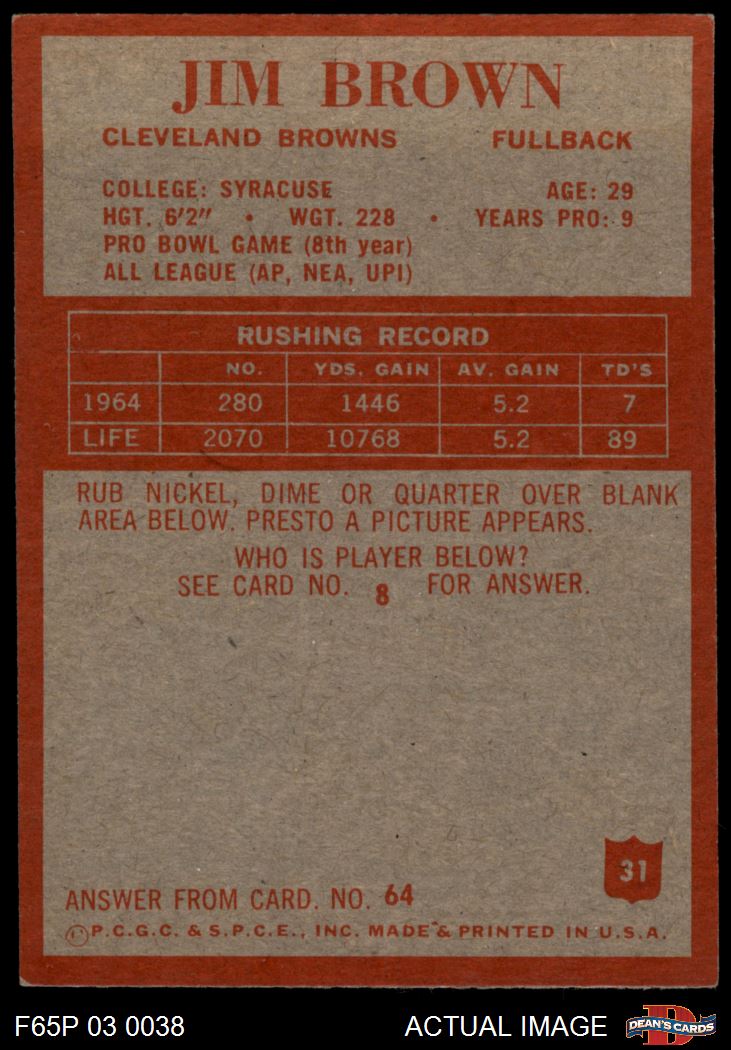 JIM BROWN
CLEVELAND BROWNS FULLBACK
COLLEGE: SYRACUSE AGE: 29
HGT. 6'2" • WGT. 228 • YEARS PRO: 9
PRO BOWL GAME (8th year)
ALL LEAGUE (AP, NEA, UPI)
RUSHING RECORD
NO. YDS. GAIN AV. GAIN TD'S
1964 280 1446 5.2 7
LIFE 2070 10768 5.2 89
RUB NICKEL, DIME OR QUARTER OVER BLANK
AREA BELOW. PRESTO A PICTURE APPEARS.
WHO IS PLAYER BELOW?
SEE CARD NO. 8 FOR ANSWER.
31
ANSWER FROM CARD. NO. 64
©P.C.G.C. & S.P.C.E., INC. MADE & PRINTED IN U.S.A.
F65P 03 0038 ACTUAL IMAGE D DEAN'S CARDS